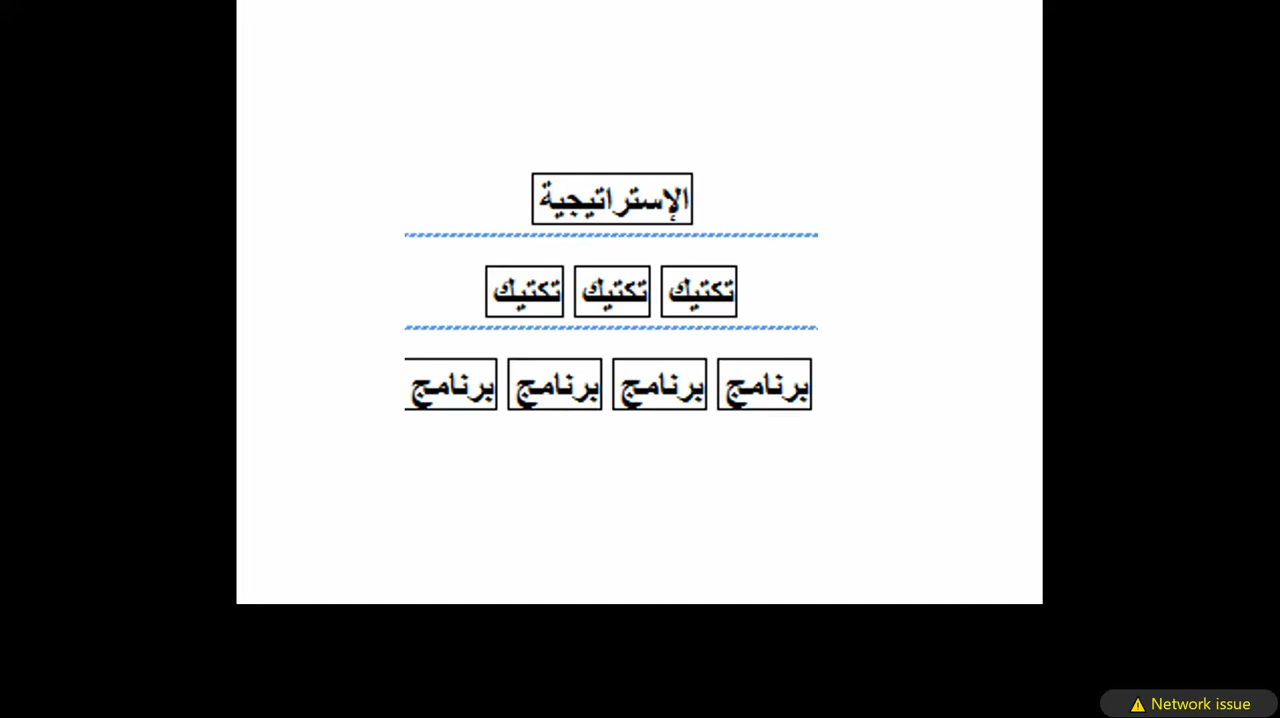 الإستراتيجية
تكتيك تكتيك تكتيك
برنامج برنامج برنامج برنامج
Network issue